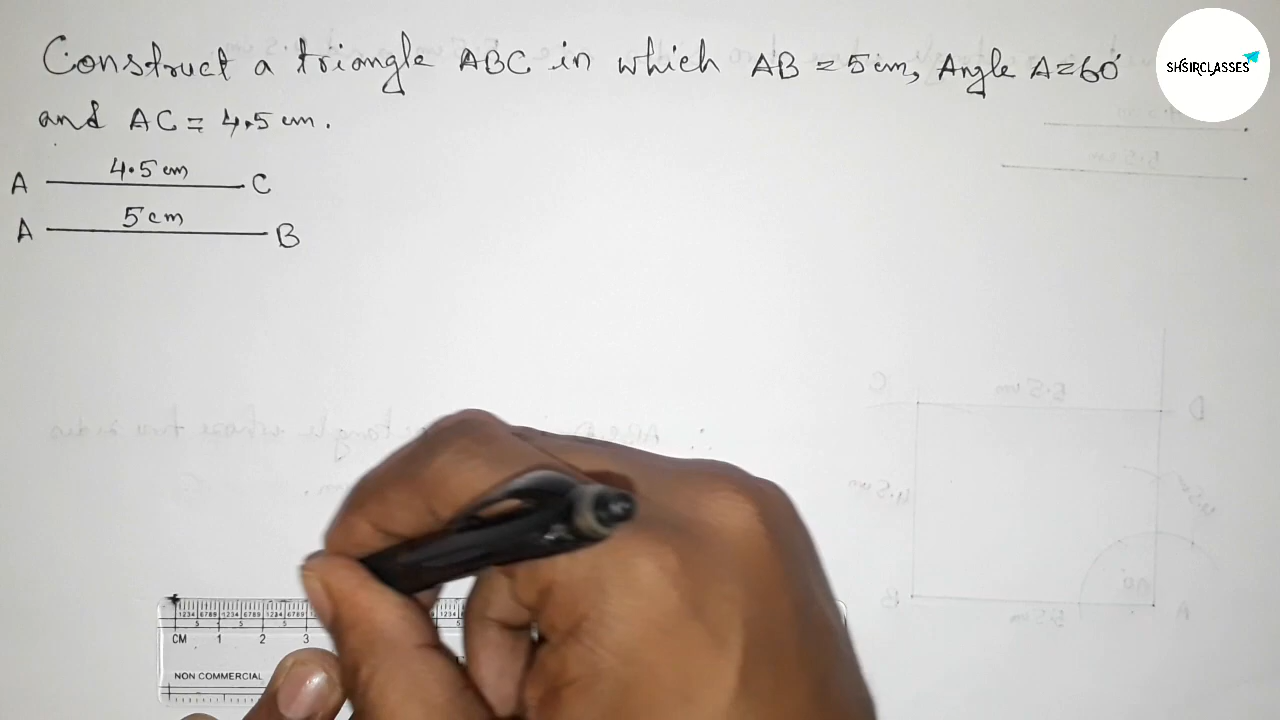 Construct a triangle ABC in which AB = 5 cm, Angle A = 60°
and AC = 4.5 cm.
SHSIRCLASSES
A 4.5 cm C
A 5 cm B
CM 1 2 3
NON COMMERCIAL